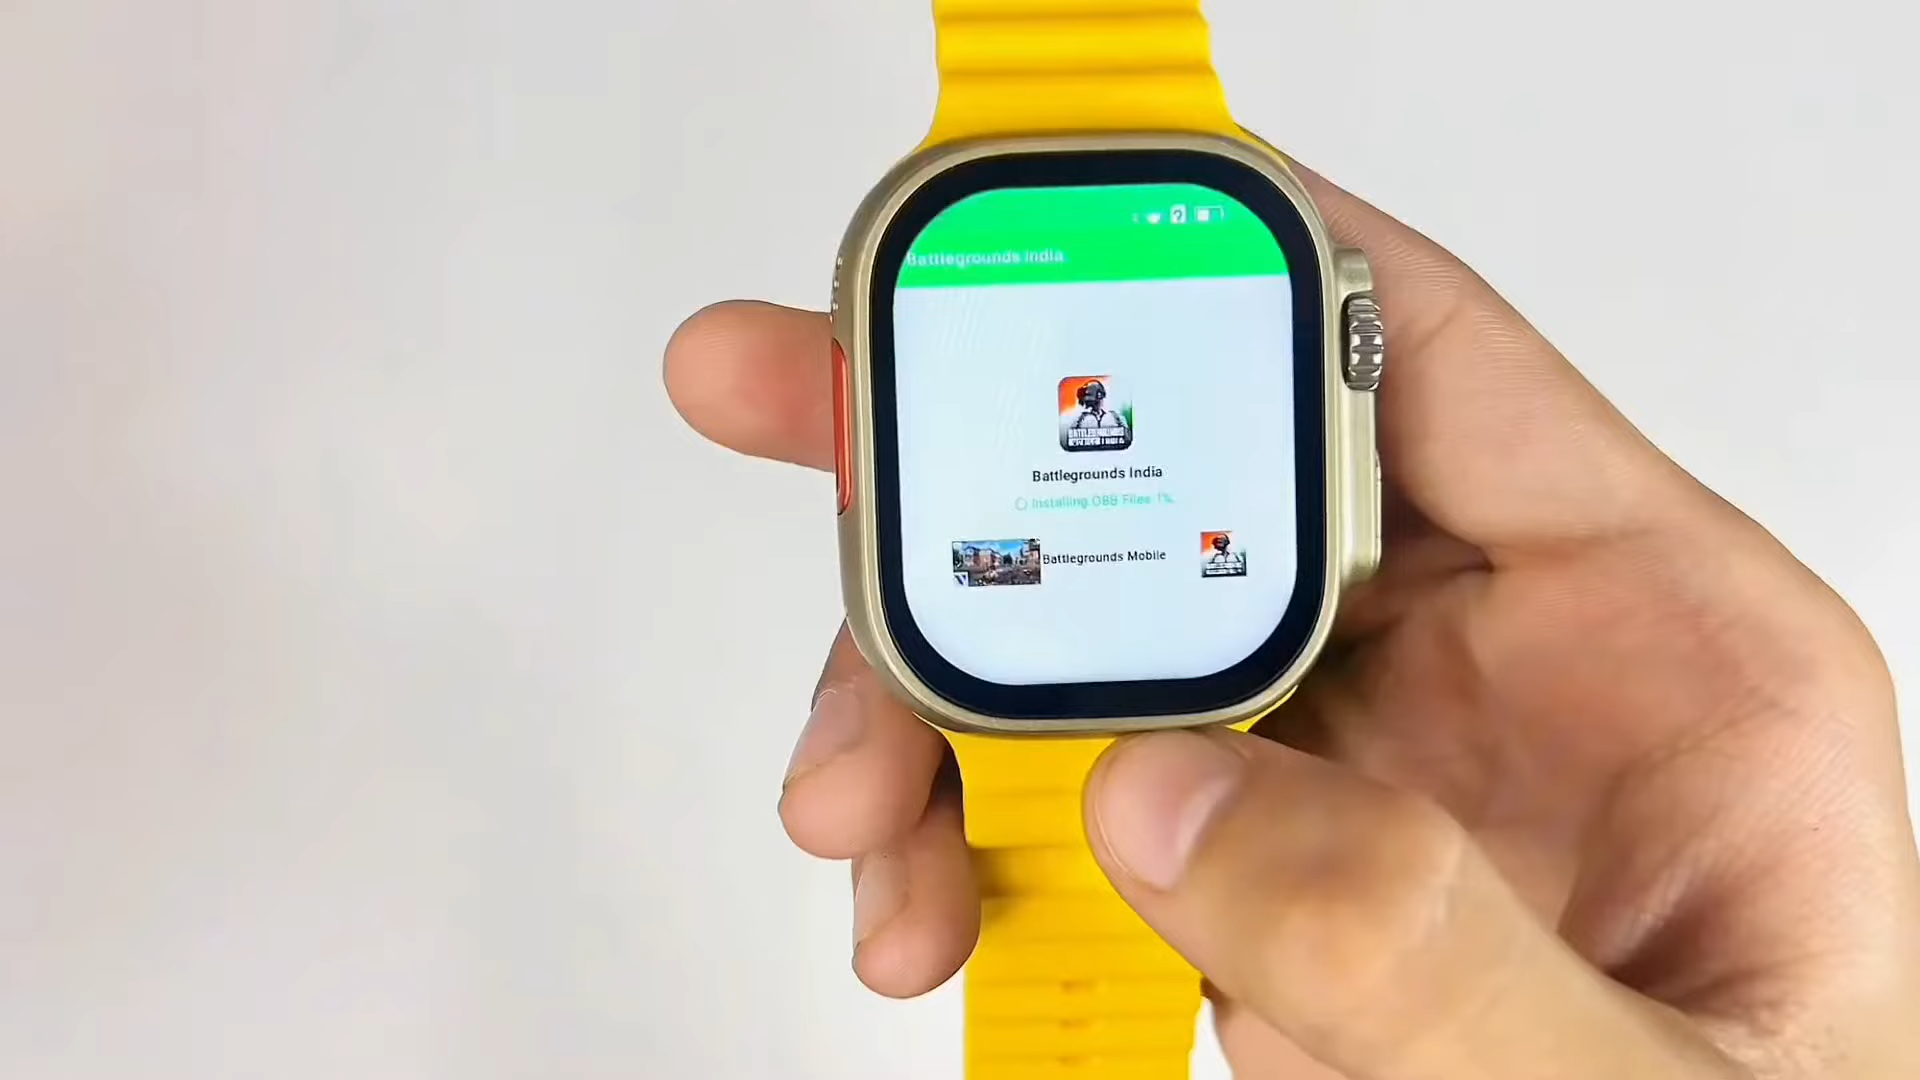 Battlegrounds India
Battlegrounds India
Installing OBB Files 1%
Battlegrounds Mobile